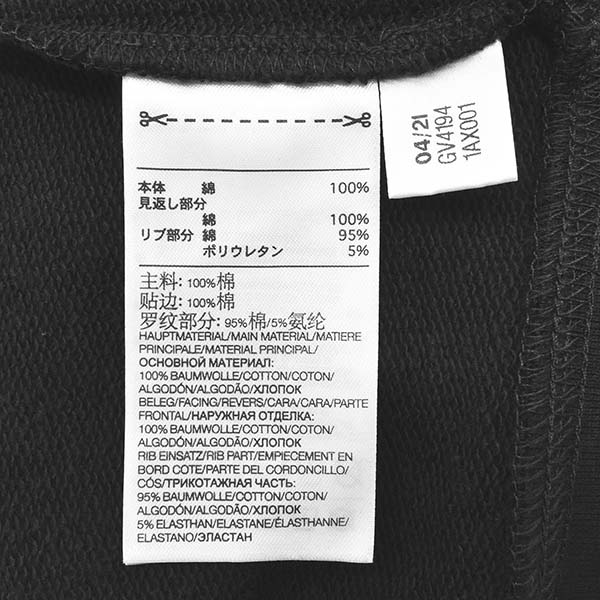 本体 綿 100%
見返し部分
綿 100%
リブ部分 綿 95%
ポリウレタン 5%
主料: 100%棉
贴边: 100%棉
罗纹部分: 95%棉/5%氨纶
HAUPTMATERIAL/MAIN MATERIAL/MATIERE
PRINCIPALE/MATERIAL PRINCIPAL/
ОСНОВНОЙ МАТЕРИАЛ:
100% BAUMWOLLE/COTTON/COTON/
ALGODÓN/ALGODÃO/ХЛОПОК
BELEG/FACING/REVERS/CARA/CARA/PARTE
FRONTAL/НАРУЖНАЯ ОТДЕЛКА:
100% BAUMWOLLE/COTTON/COTON/
ALGODÓN/ALGODÃO/ХЛОПОК
RIB EINSATZ/RIB PART/EMPIECEMENT EN
BORD COTE/PARTE DEL CORDONCILLO/
CÓS/ТРИКОТАЖНАЯ ЧАСТЬ:
95% BAUMWOLLE/COTTON/COTON/
ALGODÓN/ALGODÃO/ХЛОПОК
5% ELASTHAN/ELASTANE/ÉLASTHANNE/
ELASTANO/ЭЛАСТАН
04/21
GV4194
1AX001